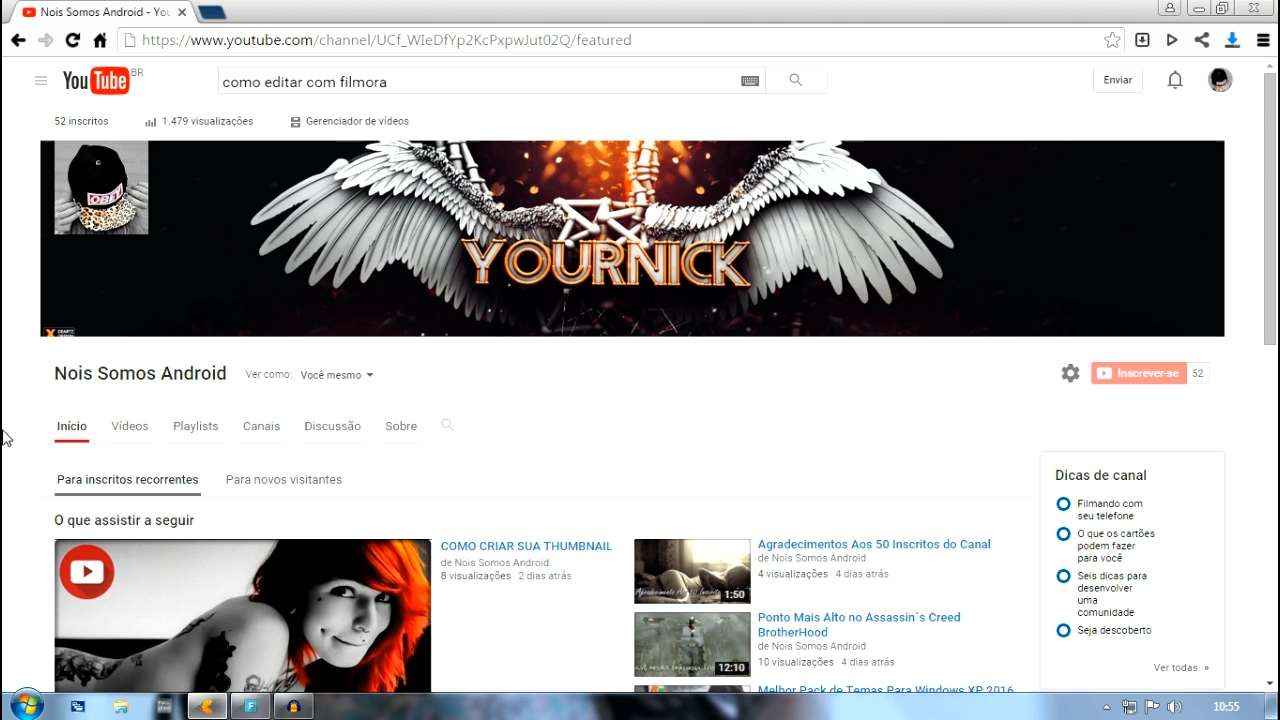 Nois Somos Android - You
https://www.youtube.com/channel/UCf_WIeDfYp2KcPxpwJut02Q/featured
YouTube BR
como editar com filmora
Enviar
52 inscritos
1.479 visualizações
Gerenciador de vídeos
OBEY
YOURNICK
Nois Somos Android
Ver como: Você mesmo
Inscrever-se 52
Início Vídeos Playlists Canais Discussão Sobre
Para inscritos recorrentes
Para novos visitantes
O que assistir a seguir
COMO CRIAR SUA THUMBNAIL
de Nois Somos Android
8 visualizações 2 dias atrás
1:50
Agradecimentos Aos 50 Inscritos do Canal
de Nois Somos Android
4 visualizações 4 dias atrás
12:10
Ponto Mais Alto no Assassin´s Creed
BrotherHood
de Nois Somos Android
10 visualizações 4 dias atrás
Melhor Pack de Temas Para Windows XP 2016
Dicas de canal
Filmando com
seu telefone
O que os cartões
podem fazer
para você
Seis dicas para
desenvolver
uma
comunidade
Seja descoberto
Ver todas »
10:55